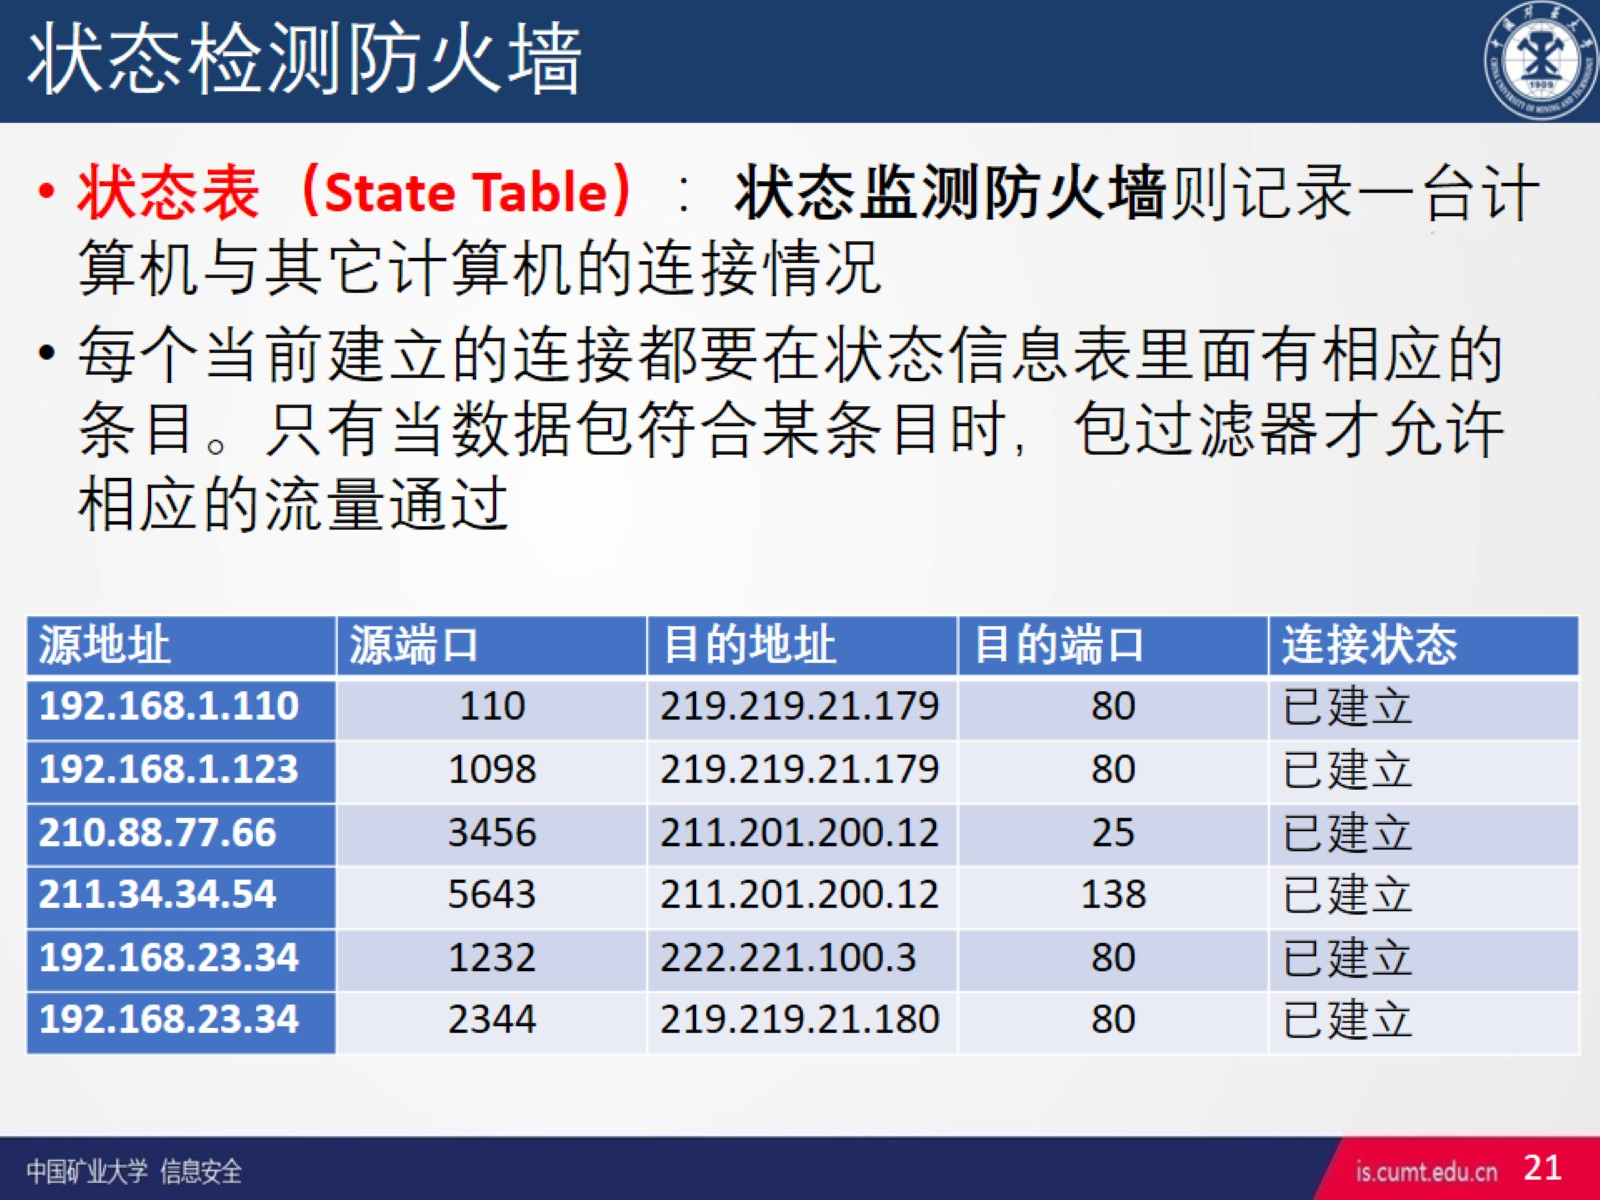 状态检测防火墙
• 状态表（State Table）：状态监测防火墙则记录一台计
算机与其它计算机的连接情况
• 每个当前建立的连接都要在状态信息表里面有相应的
条目。只有当数据包符合某条目时，包过滤器才允许
相应的流量通过
源地址 源端口 目的地址 目的端口 连接状态
192.168.1.110 110 219.219.21.179 80 已建立
192.168.1.123 1098 219.219.21.179 80 已建立
210.88.77.66 3456 211.201.200.12 25 已建立
211.34.34.54 5643 211.201.200.12 138 已建立
192.168.23.34 1232 222.221.100.3 80 已建立
192.168.23.34 2344 219.219.21.180 80 已建立
中国矿业大学 信息安全
is.cumt.edu.cn 21
CHINA UNIVERSITY OF MINING AND TECHNOLOGY
1909